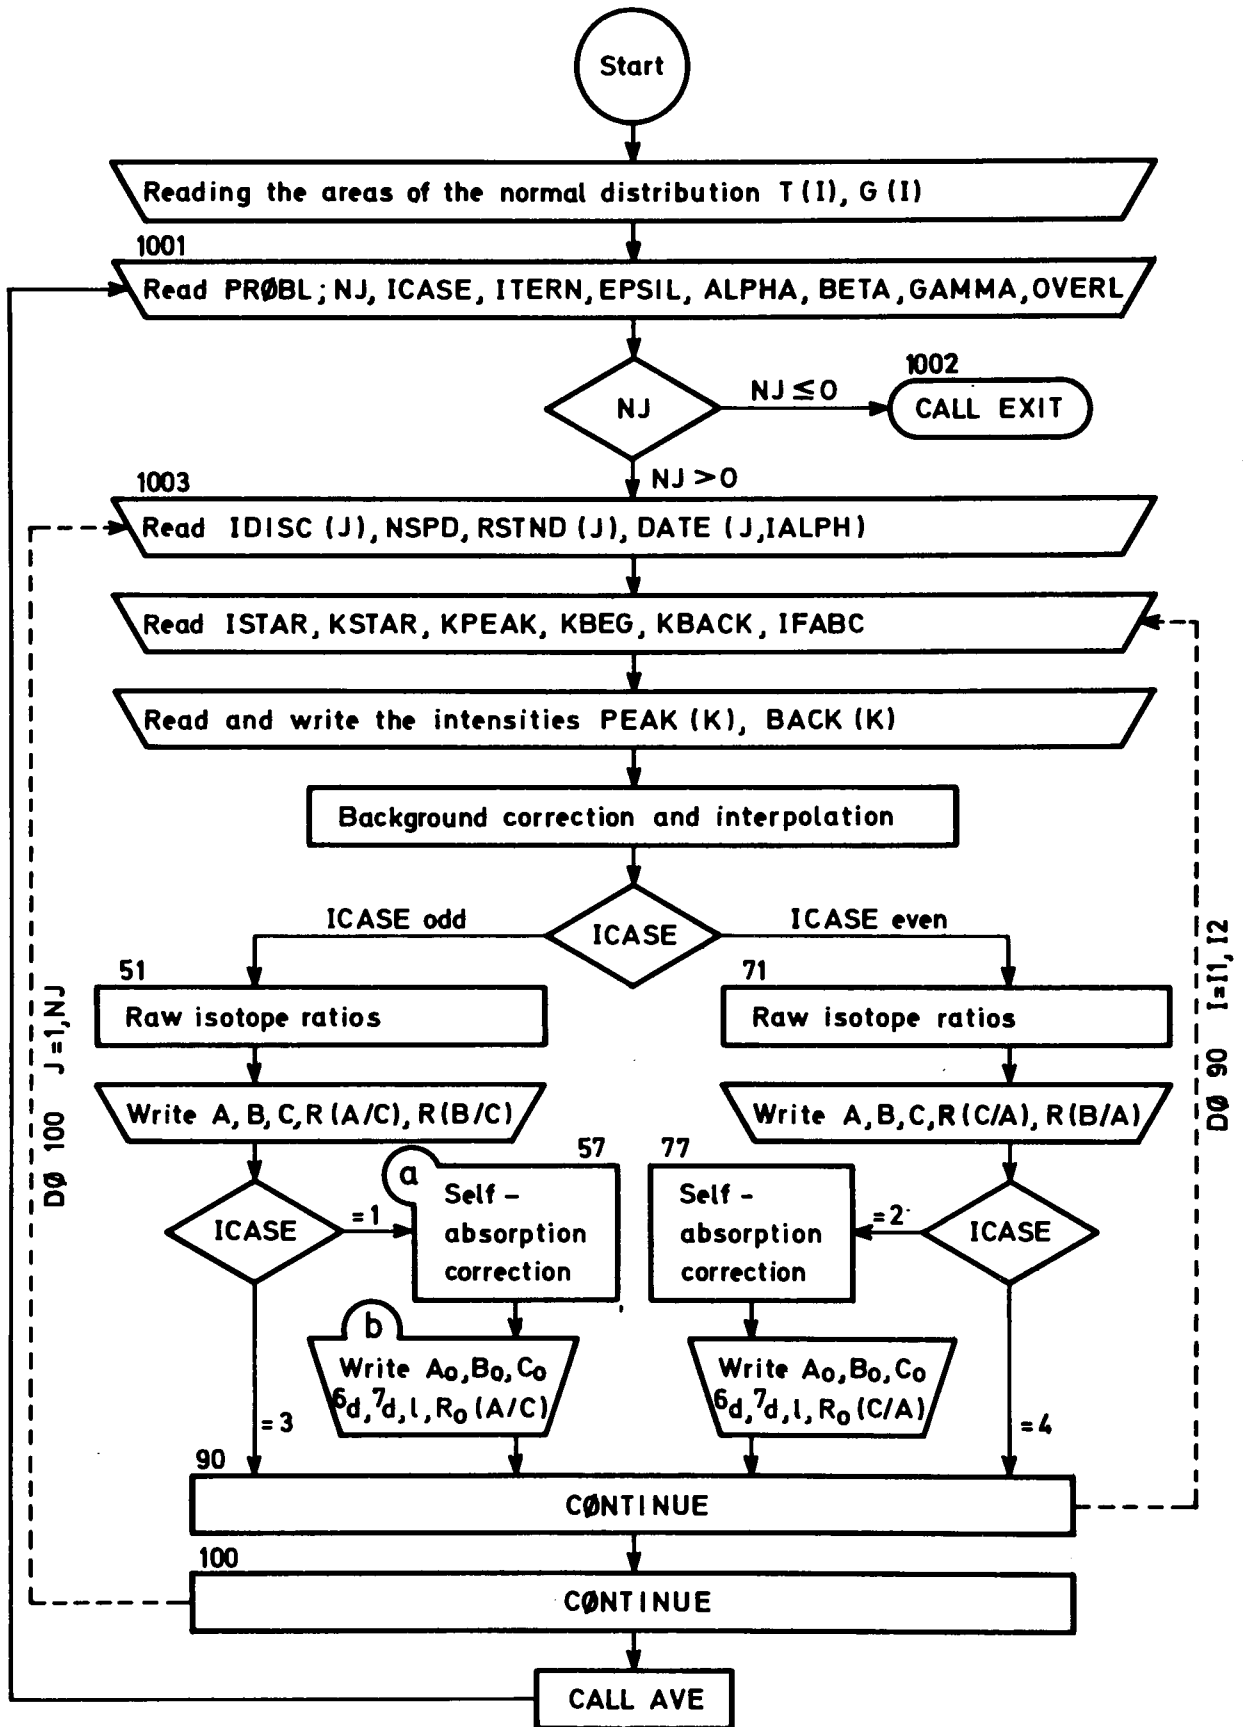 Start
Reading the areas of the normal distribution T(I), G(I)
1001
Read PRØBL; NJ, ICASE, ITERN, EPSIL, ALPHA, BETA, GAMMA, OVERL
NJ
NJ ≤ 0
1002
CALL EXIT
NJ > 0
1003
Read IDISC (J), NSPD, RSTND (J), DATE (J, IALPH)
Read ISTAR, KSTAR, KPEAK, KBEG, KBACK, IFABC
Read and write the intensities PEAK (K), BACK (K)
Background correction and interpolation
ICASE odd
ICASE
ICASE even
51
Raw isotope ratios
71
Raw isotope ratios
Write A, B, C, R (A/C), R (B/C)
Write A, B, C, R (C/A), R (B/A)
ICASE
=1
a
57
Self-
absorption
correction
77
Self-
absorption
correction
=2
ICASE
b
Write A₀, B₀, C₀
⁶d, ⁷d, l, R₀ (A/C)
Write A₀, B₀, C₀
⁶d, ⁷d, l, R₀ (C/A)
=3
=4
90
CØNTINUE
100
CØNTINUE
CALL AVE
DØ 100 J=1, NJ
DØ 90 I=I1, I2